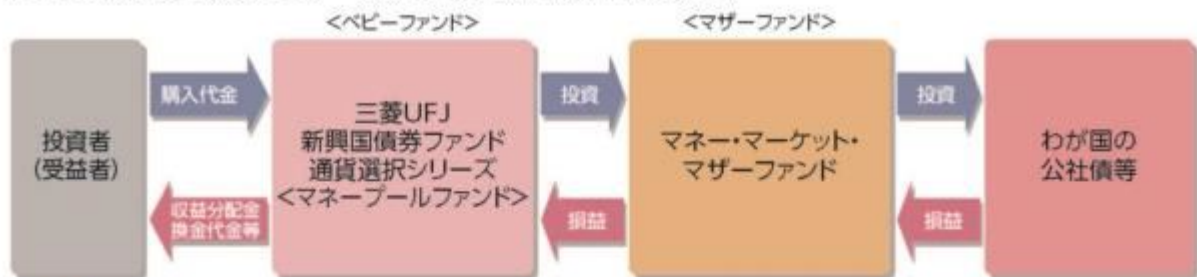 <ベビーファンド>
<マザーファンド>
投資者
(受益者)
購入代金
収益分配金
換金代金等
三菱UFJ
新興国債券ファンド
通貨選択シリーズ
<マネープールファンド>
投資
損益
マネー・マーケット・
マザーファンド
投資
損益
わが国の
公社債等